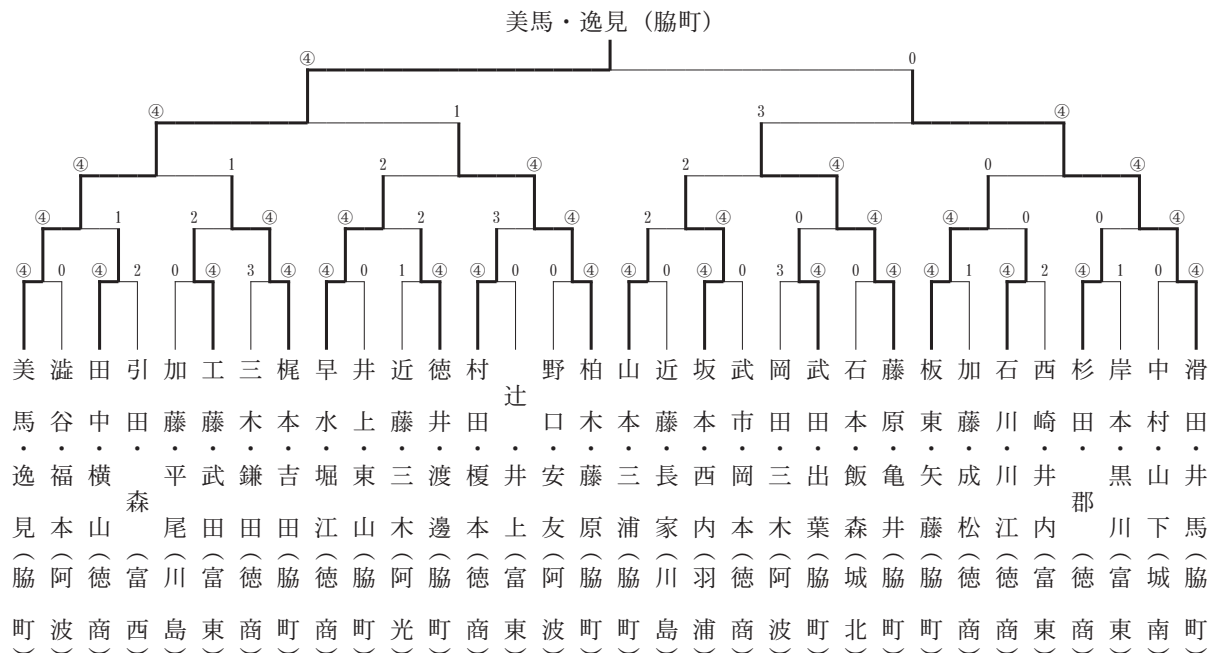 美馬・逸見（脇町）
④ 0
④ 1 3 ④
④ 1 2 ④ 2 ④ 0 ④
④ 1 2 ④ ④ 2 3 ④ 2 ④ 0 ④ ④ 0 0 ④
④ 0 ④ 2 0 ④ 3 ④ ④ 0 1 ④ ④ 0 0 ④ ④ 0 ④ 0 3 ④ 0 ④ ④ 1 ④ 2 ④ 1 0 ④
美馬・逸見（脇町）
澁谷・福本（阿波）
田中・横山（徳商）
引田・森（富西）
加藤・平尾（川島）
工藤・武田（富東）
三木・鎌田（徳商）
梶本・吉田（脇町）
早水・堀江（徳商）
井上・東山（脇町）
近藤・三木（阿光）
徳井・渡邊（脇町）
村田・榎本（徳商）
辻・井上（富東）
野口・安友（阿波）
柏木・藤原（脇町）
山本・三浦（脇町）
近藤・長家（川島）
坂本・西内（羽浦）
武市・岡本（徳商）
岡田・三木（阿波）
武田・出葉（脇町）
石本・飯森（城北）
藤原・亀井（脇町）
板東・矢藤（脇町）
加藤・成松（徳商）
石川・川江（徳商）
西崎・井内（富東）
杉田・郡（徳商）
岸本・黒川（富東）
中村・山下（城南）
滑田・井馬（脇町）